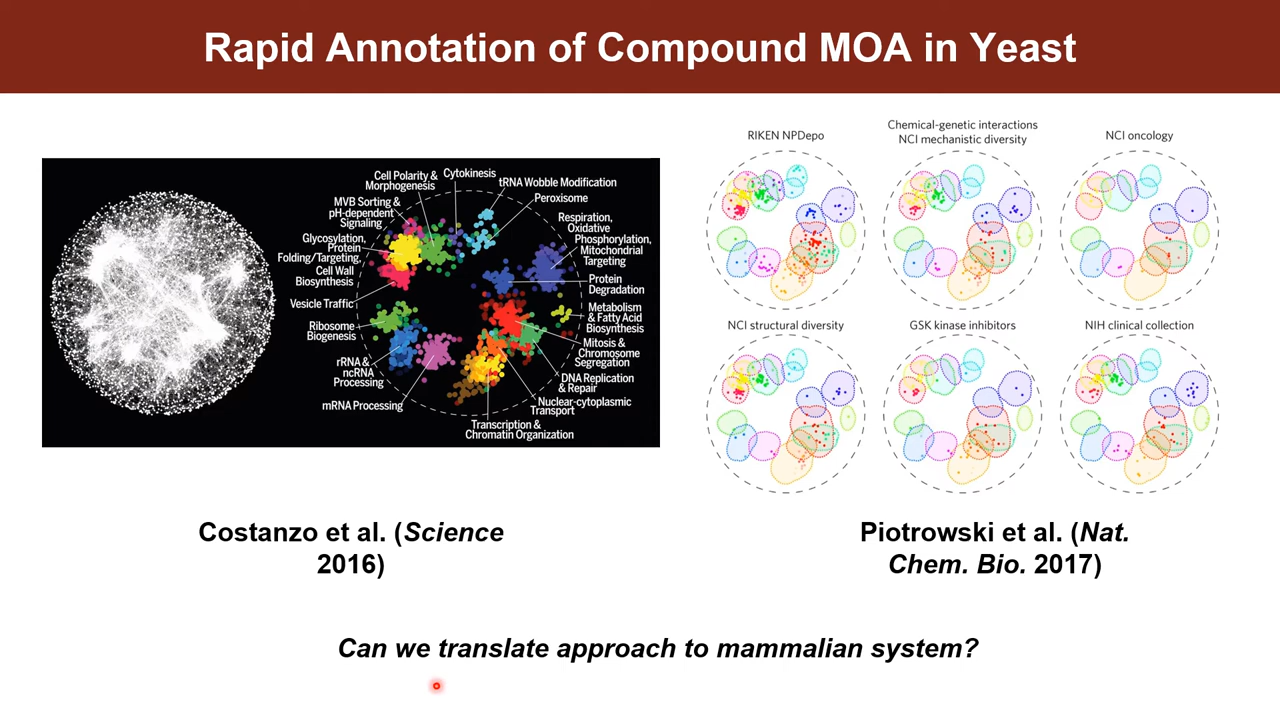 Rapid Annotation of Compound MOA in Yeast
Cell Polarity &
Morphogenesis
Cytokinesis
tRNA Wobble Modification
Peroxisome
MVB Sorting &
pH-dependent
Signaling
Respiration,
Oxidative
Phosphorylation,
Mitochondrial
Targeting
Glycosylation,
Protein
Folding/Targeting,
Cell Wall
Biosynthesis
Protein
Degradation
Vesicle Traffic
Metabolism
& Fatty Acid
Biosynthesis
Ribosome
Biogenesis
Mitosis &
Chromosome
Segregation
rRNA &
ncRNA
Processing
DNA Replication
& Repair
mRNA Processing
Nuclear-cytoplasmic
Transport
Transcription &
Chromatin Organization
RIKEN NPDepo
Chemical-genetic interactions
NCI mechanistic diversity
NCI oncology
NCI structural diversity
GSK kinase inhibitors
NIH clinical collection
Costanzo et al. (Science
2016)
Piotrowski et al. (Nat.
Chem. Bio. 2017)
Can we translate approach to mammalian system?